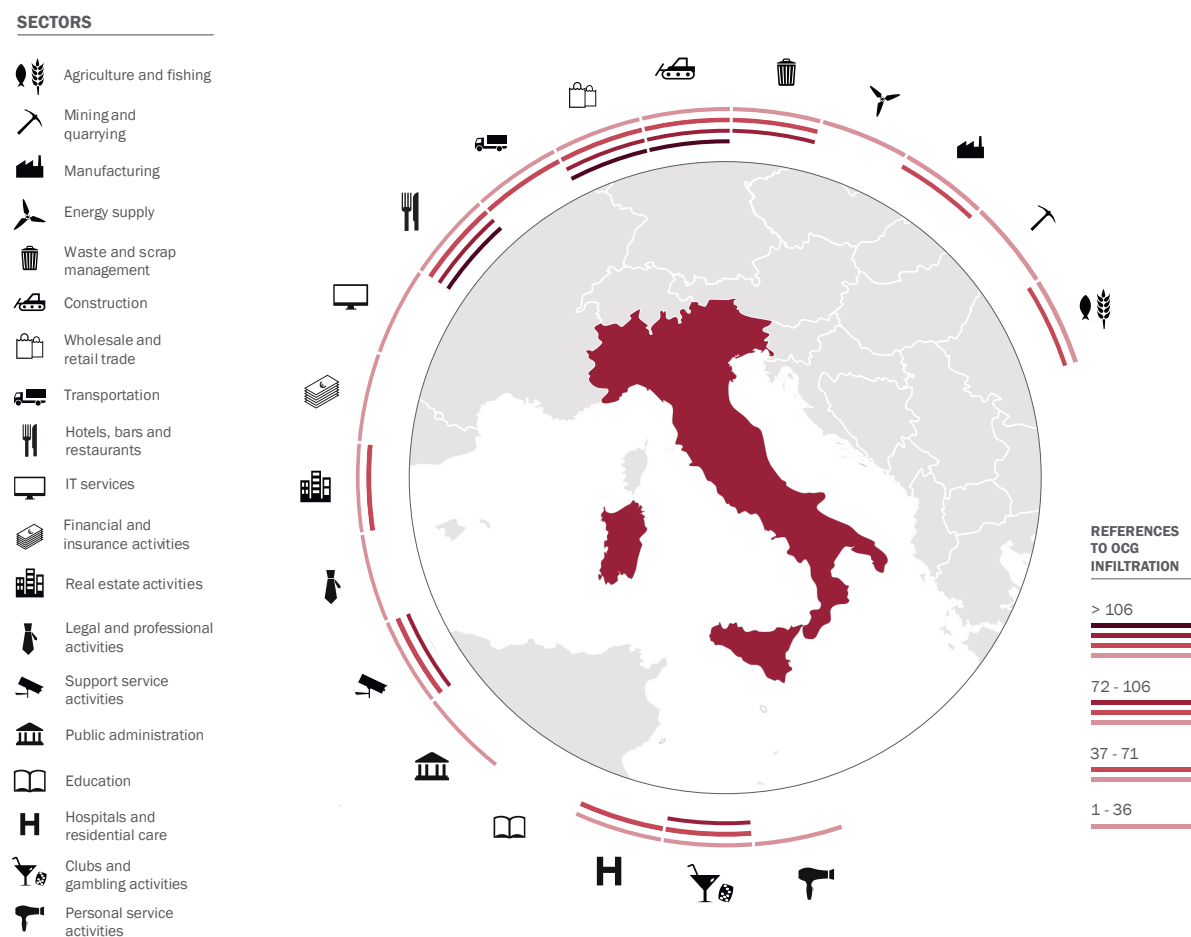 SECTORS
Agriculture and fishing
Mining and
quarrying
Manufacturing
Energy supply
Waste and scrap
management
Construction
Wholesale and
retail trade
Transportation
Hotels, bars and
restaurants
IT services
Financial and
insurance activities
Real estate activities
Legal and professional
activities
Support service
activities
Public administration
Education
H
Hospitals and
residential care
Clubs and
gambling activities
Personal service
activities
H
REFERENCES
TO OCG
INFILTRATION
> 106
72 - 106
37 - 71
1 - 36